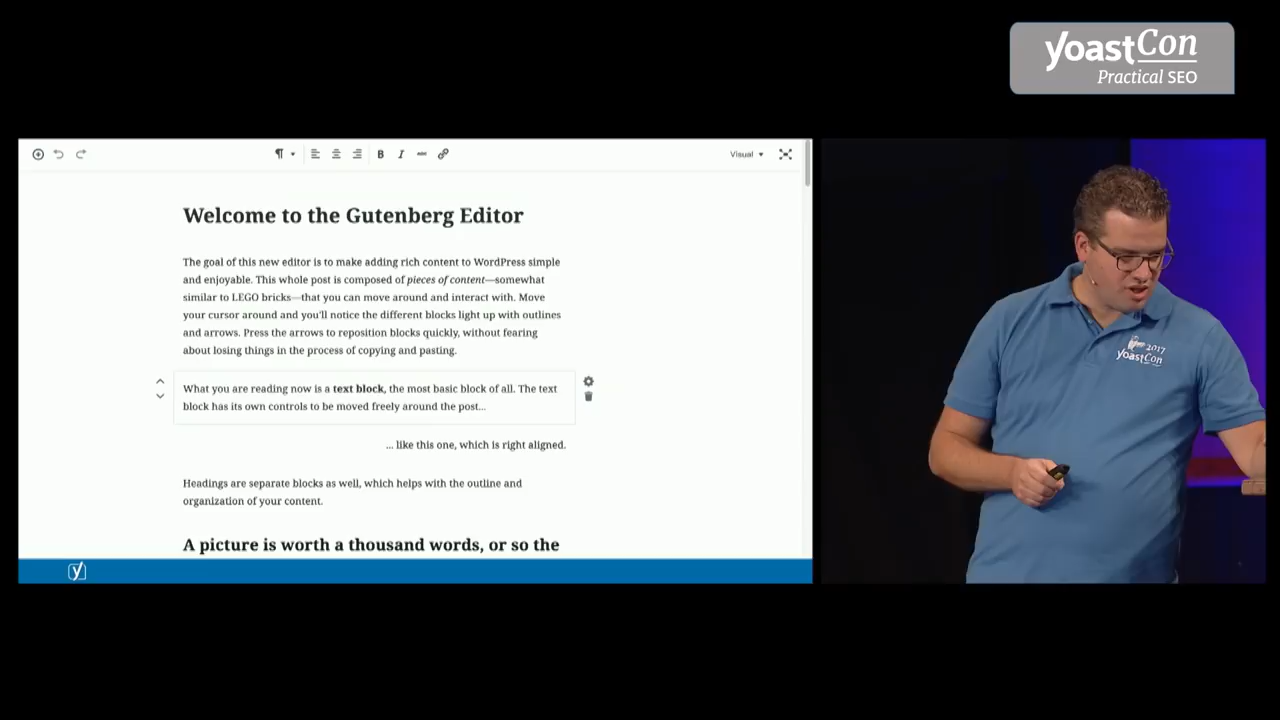 yoastCon
Practical SEO
B I ABC
Visual
Welcome to the Gutenberg Editor
The goal of this new editor is to make adding rich content to WordPress simple
and enjoyable. This whole post is composed of pieces of content—somewhat
similar to LEGO bricks—that you can move around and interact with. Move
your cursor around and you'll notice the different blocks light up with outlines
and arrows. Press the arrows to reposition blocks quickly, without fearing
about losing things in the process of copying and pasting.
What you are reading now is a text block, the most basic block of all. The text
block has its own controls to be moved freely around the post...
... like this one, which is right aligned.
Headings are separate blocks as well, which helps with the outline and
organization of your content.
A picture is worth a thousand words, or so the
y
2017
yoastCon